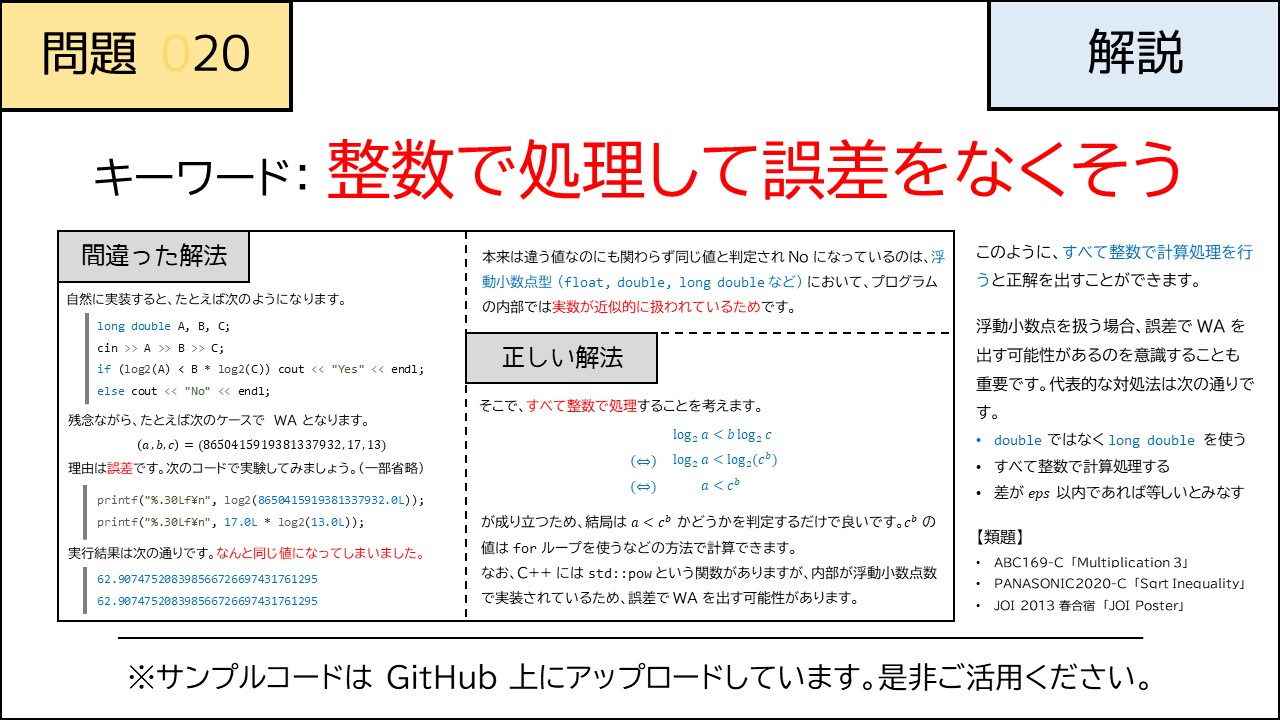 問題 020
解説
キーワード: 整数で処理して誤差をなくそう
間違った解法
自然に実装すると、たとえば次のようになります。
long double A, B, C;
cin >> A >> B >> C;
if (log2(A) < B * log2(C)) cout << "Yes" << endl;
else cout << "No" << endl;
残念ながら、たとえば次のケースで WA となります。
(a, b, c) = (8650415919381337932, 17, 13)
理由は誤差です。次のコードで実験してみましょう。(一部省略)
printf("%.30Lf¥n", log2(8650415919381337932.0L));
printf("%.30Lf¥n", 17.0L * log2(13.0L));
実行結果は次の通りです。なんと同じ値になってしまいました。
62.907475208398566726697431761295
62.907475208398566726697431761295
本来は違う値なのにも関わらず同じ値と判定され No になっているのは、浮
動小数点型 (float, double, long double など) において、プログラム
の内部では実数が近似的に扱われているためです。
正しい解法
そこで、すべて整数で処理することを考えます。
log₂ a < b log₂ c
(⇔) log₂ a < log₂(cᵇ)
(⇔) a < cᵇ
が成り立つため、結局は a < cᵇ かどうかを判定するだけで良いです。cᵇ の
値は for ループを使うなどの方法で計算できます。
なお、C++ には std::pow という関数がありますが、内部が浮動小数点数
で実装されているため、誤差で WA を出す可能性があります。
このように、すべて整数で計算処理を行
うと正解を出すことができます。
浮動小数点を扱う場合、誤差で WA を
出す可能性があるのを意識することも
重要です。代表的な対処法は次の通りで
す。
• double ではなく long double を使う
• すべて整数で計算処理する
• 差が eps 以内であれば等しいとみなす
【類題】
• ABC169-C「Multiplication 3」
• PANASONIC2020-C「Sqrt Inequality」
• JOI 2013 春合宿「JOI Poster」
※サンプルコードは GitHub 上にアップロードしています。是非ご活用ください。